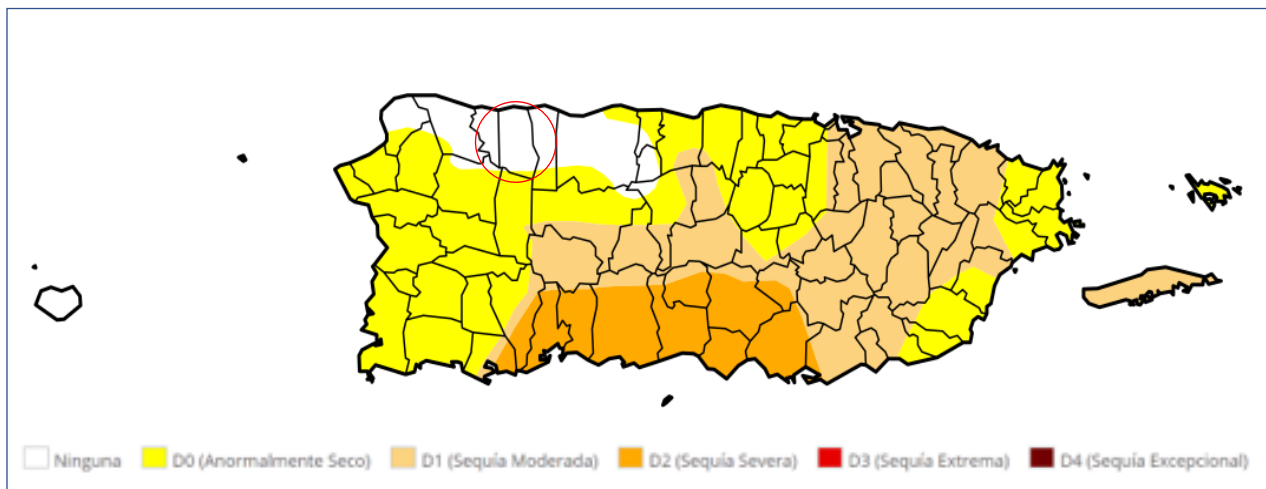 Ninguna D0 (Anormalmente Seco) D1 (Sequía Moderada) D2 (Sequía Severa) D3 (Sequía Extrema) D4 (Sequía Excepcional)